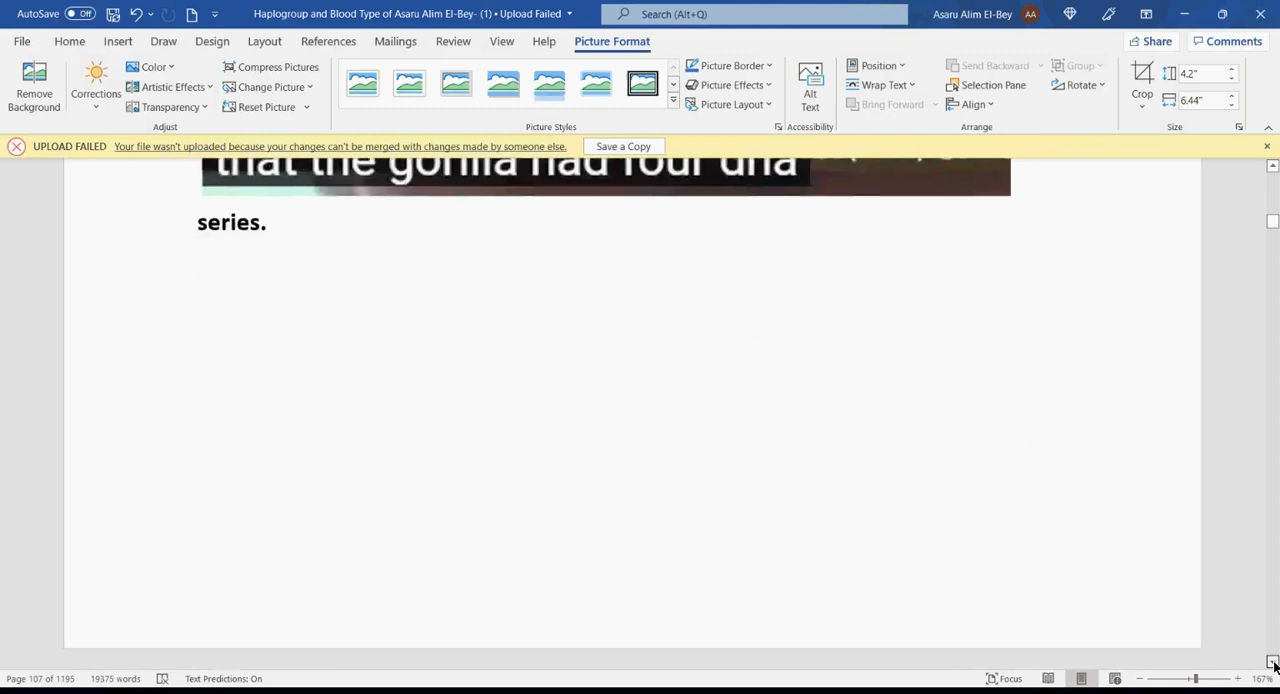 AutoSave Off Haplogroup and Blood Type of Asaru Alim El-Bey- (1) • Upload Failed Search (Alt+Q) Asaru Alim El-Bey AA
File Home Insert Draw Design Layout References Mailings Review View Help Picture Format Share Comments
Remove Background
Corrections
Color
Artistic Effects
Transparency
Compress Pictures
Change Picture
Reset Picture
Adjust
Picture Styles
Picture Border
Picture Effects
Picture Layout
Alt Text
Accessibility
Position
Wrap Text
Bring Forward
Send Backward
Selection Pane
Align
Group
Rotate
Arrange
Crop
4.2"
6.44"
Size
UPLOAD FAILED Your file wasn't uploaded because your changes can't be merged with changes made by someone else. Save a Copy
that the gorilla had four dna
series.
Page 107 of 1195 19375 words Text Predictions: On Focus 167%